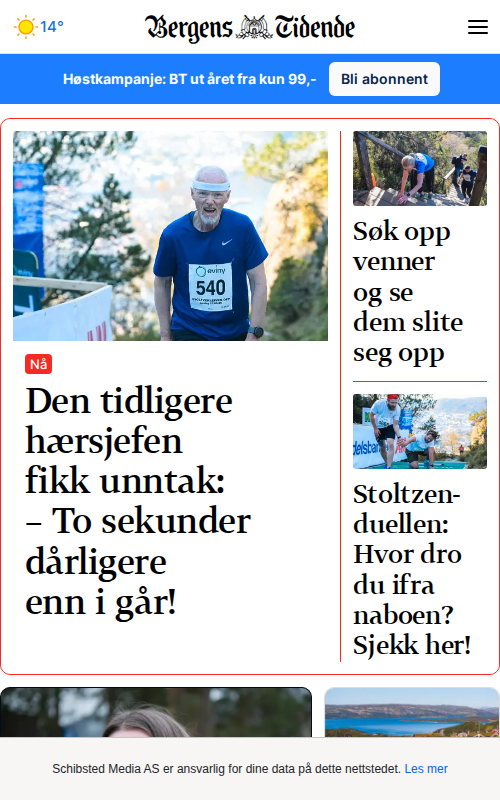 14°
Bergens Tidende
Høstkampanje: BT ut året fra kun 99,-
Bli abonnent
eviny
540
Nå
Den tidligere
hærsjefen
fikk unntak:
– To sekunder
dårligere
enn i går!
Søk opp
venner
og se
dem slite
seg opp
Stoltzen-
duellen:
Hvor dro
du ifra
naboen?
Sjekk her!
Schibsted Media AS er ansvarlig for dine data på dette nettstedet. Les mer